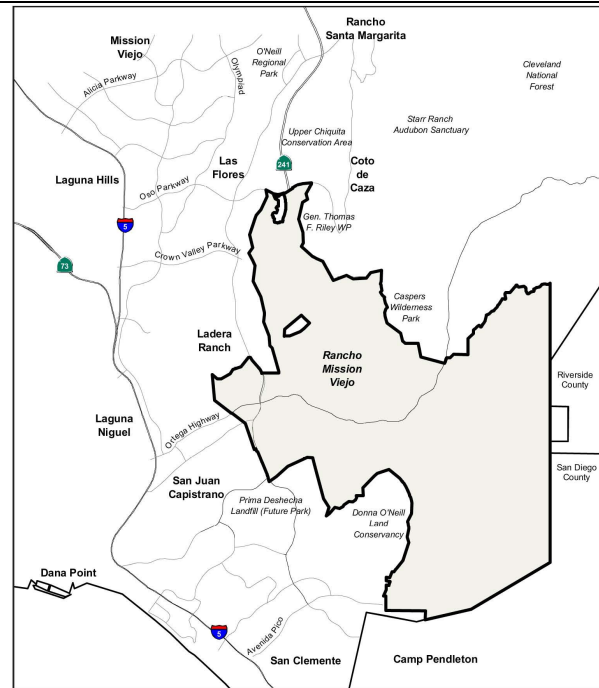 Rancho
Santa Margarita
Mission
Viejo
O'Neill
Regional
Park
Cleveland
National
Forest
Olympiad
Alicia Parkway
Starr Ranch
Audubon Sanctuary
Upper Chiquita
Conservation Area
Las
Flores
241
Coto
de
Caza
Laguna Hills
Oso Parkway
5
Gen. Thomas
F. Riley WP
73
Crown Valley Parkway
Caspers
Wilderness
Park
Ladera
Ranch
Rancho
Mission
Viejo
Riverside
County
Laguna
Niguel
Ortega Highway
San Diego
County
San Juan
Capistrano
Prima Deshecha
Landfill (Future Park)
Donna O'Neill
Land
Conservancy
Dana Point
5
Avenida Pico
San Clemente
Camp Pendleton